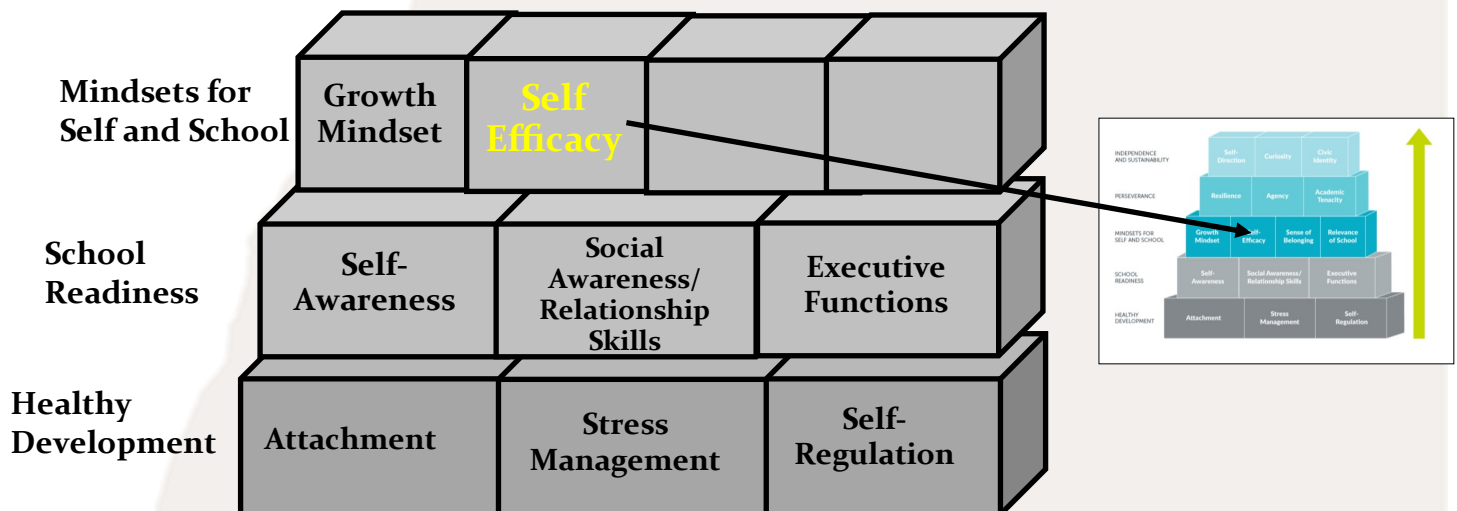 Mindsets for
Self and School
Growth
Mindset
Self
Efficacy
School
Readiness
Self-
Awareness
Social
Awareness/
Relationship
Skills
Executive
Functions
Healthy
Development
Attachment
Stress
Management
Self-
Regulation
INDEPENDENCE
AND SUSTAINABILITY
Self-
Direction
Curiosity
Civic
Identity
PERSEVERANCE
Resilience
Agency
Academic
Tenacity
MINDSETS FOR
SELF AND SCHOOL
Growth
Mindset
Self-
Efficacy
Sense of
Belonging
Relevance
of School
SCHOOL
READINESS
Self-
Awareness
Social Awareness/
Relationship Skills
Executive
Functions
HEALTHY
DEVELOPMENT
Attachment
Stress
Management
Self-
Regulation